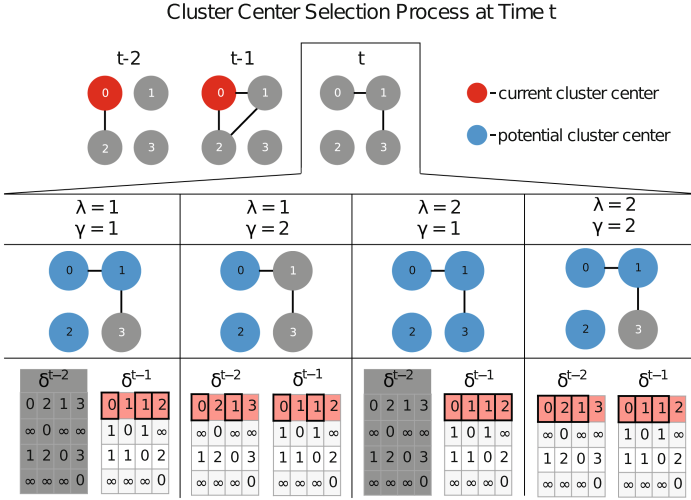 Cluster Center Selection Process at Time t
t-2 t-1 t
0 1 0 1 0 1 -current cluster center
2 3 2 3 2 3 -potential cluster center
λ = 1 λ = 1 λ = 2 λ = 2
γ = 1 γ = 2 γ = 1 γ = 2
0 1 0 1 0 1 0 1
2 3 2 3 2 3 2 3
δt−2 δt−1 δt−2 δt−1 δt−2 δt−1 δt−2 δt−1
0 2 1 3 0 1 1 2 0 2 1 3 0 1 1 2 0 2 1 3 0 1 1 2 0 2 1 3 0 1 1 2
∞ 0 ∞ ∞ 1 0 1 ∞ ∞ 0 ∞ ∞ 1 0 1 ∞ ∞ 0 ∞ ∞ 1 0 1 ∞ ∞ 0 ∞ ∞ 1 0 1 ∞
1 2 0 3 1 1 0 2 1 2 0 3 1 1 0 2 1 2 0 3 1 1 0 2 1 2 0 3 1 1 0 2
∞ ∞ ∞ 0 ∞ ∞ ∞ 0 ∞ ∞ ∞ 0 ∞ ∞ ∞ 0 ∞ ∞ ∞ 0 ∞ ∞ ∞ 0 ∞ ∞ ∞ 0 ∞ ∞ ∞ 0